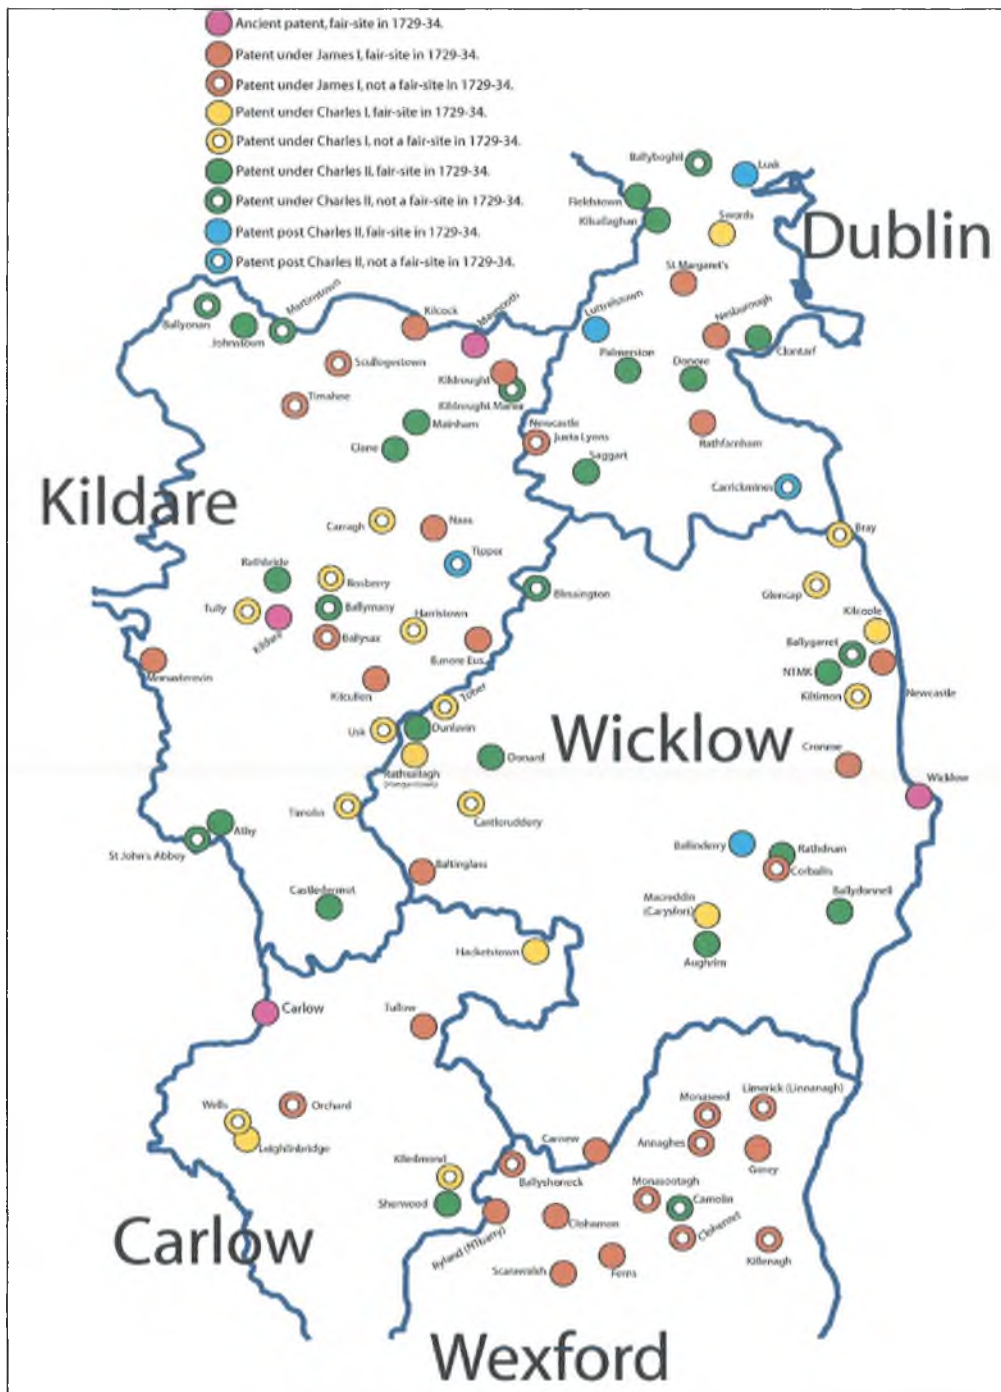 Ancient patent, fair-site in 1729-34.
Patent under James I, fair-site in 1729-34.
Patent under James I, not a fair-site in 1729-34.
Patent under Charles I, fair-site in 1729-34.
Patent under Charles I, not a fair-site in 1729-34.
Patent under Charles II, fair-site in 1729-34.
Patent under Charles II, not a fair-site in 1729-34.
Patent post Charles II, fair-site in 1729-34.
Patent post Charles II, not a fair-site in 1729-34.
Ballyboghil
Lusk
Fieldstown
Kilsallaghan
Swords
Dublin
St Margaret's
Martinstown
Ballyonan
Johnstown
Kilcock
Maynooth
Luttrelstown
Nesborough
Clontarf
Scullogestown
Palmerston
Donore
Kildrought
Kildrought Manor
Timahoe
Mainham
Newcastle
Juxta Lyons
Rathfarnham
Clane
Saggart
Carrickmines
Kildare
Carragh
Naas
Bray
Tipper
Rathbride
Rosberry
Blessington
Glencap
Tully
Ballymany
Harristown
Kilcoole
Kildare
Ballysax
B.more Eus.
Ballygarret
Monasterevin
NTMK
Kilcullen
Newcastle
Kiltimon
Tober
Usk
Dunlavin
Wicklow
Donard
Cronroe
Rathsallagh
Wicklow
Timolin
Castleruddery
Athy
St John's Abbey
Ballinderry
Rathdrum
Corballis
Baltinglass
Castledermot
Macreddin
(Carysfort)
Ballydonnell
Hacketstown
Aughrim
Carlow
Tullow
Wells
Orchard
Monaseed
Limerick (Linnanagh)
Leighlinbridge
Carnew
Annaghes
Gorey
Kiledmond
Ballyshoneck
Monasootagh
Sherwood
Camolin
Clohamon
Carlow
Ryland (NTbarry)
Clohenret
Killenagh
Scarawalsh
Ferns
Wexford